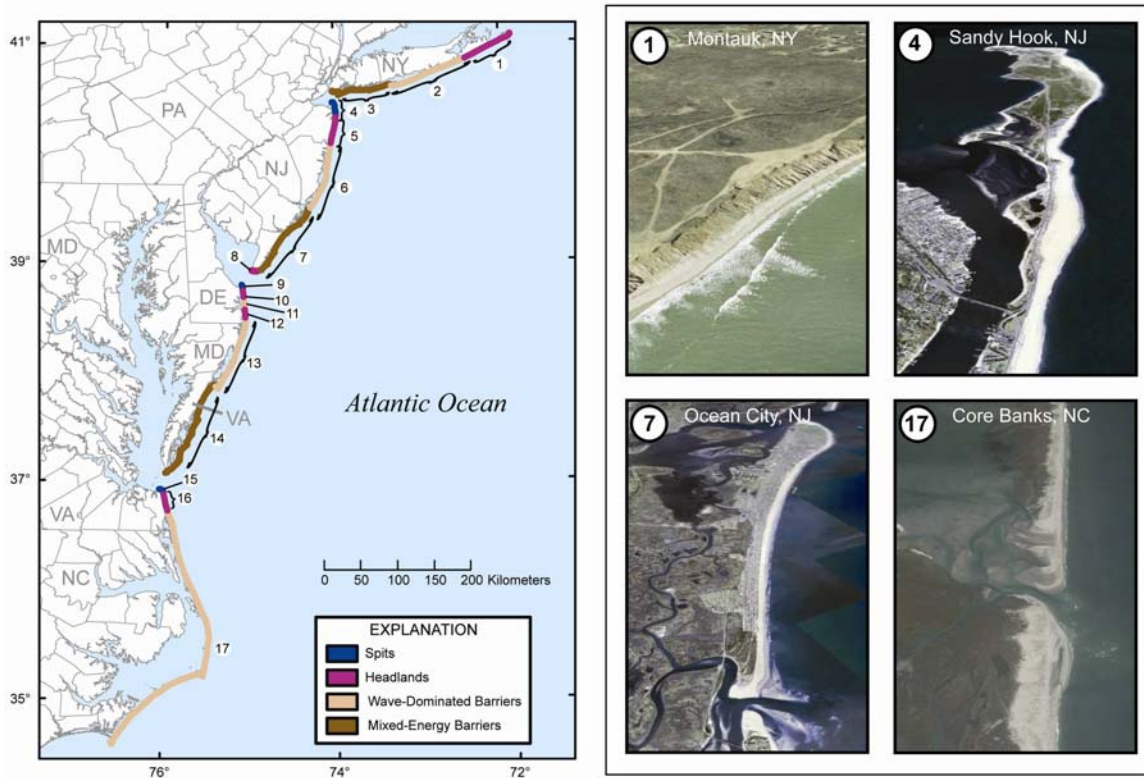 41°
39°
37°
35°
76°
74°
72°
NY
PA
NJ
MD
DE
MD
VA
VA
NC
1
2
3
4
5
6
7
8
9
10
11
12
13
14
15
16
17
Atlantic Ocean
0 50 100 150 200 Kilometers
EXPLANATION
Spits
Headlands
Wave-Dominated Barriers
Mixed-Energy Barriers
1 Montauk, NY
4 Sandy Hook, NJ
7 Ocean City, NJ
17 Core Banks, NC